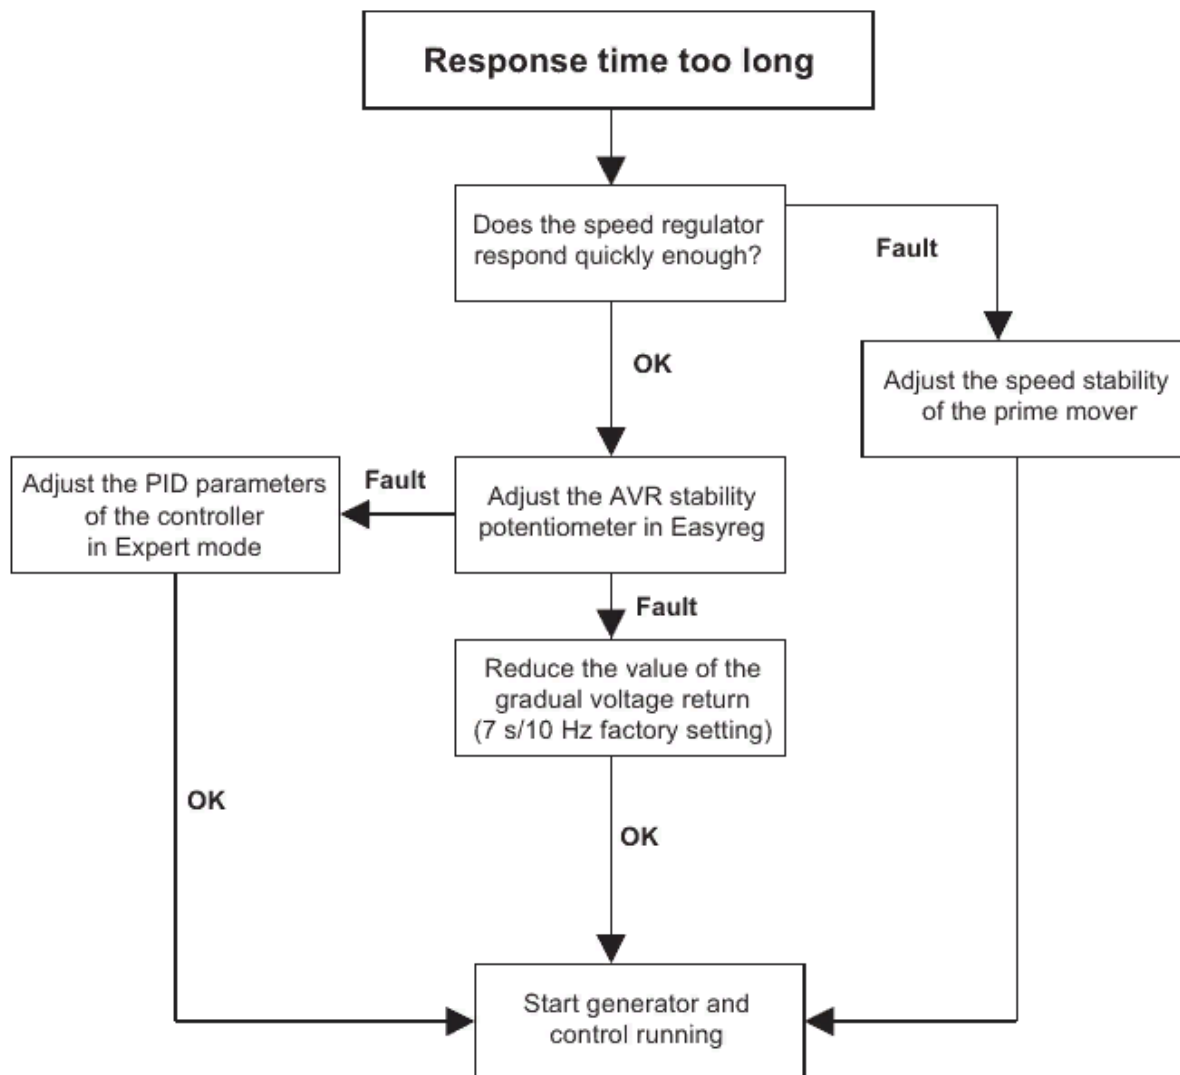 Response time too long
Does the speed regulator
respond quickly enough?
Fault
OK
Adjust the speed stability
of the prime mover
Adjust the PID parameters
of the controller
in Expert mode
Fault
Adjust the AVR stability
potentiometer in Easyreg
Fault
Reduce the value of the
gradual voltage return
(7 s/10 Hz factory setting)
OK
OK
Start generator and
control running